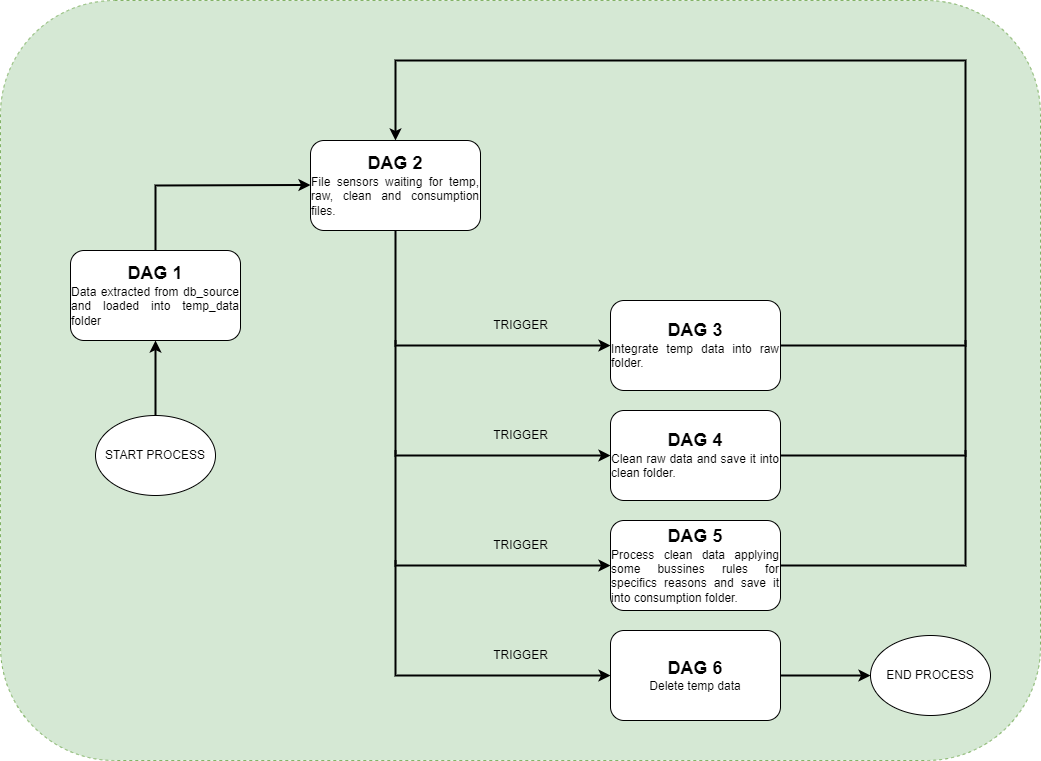 DAG 2
File sensors waiting for temp,
raw, clean and consumption
files.
DAG 1
Data extracted from db_source
and loaded into temp_data
folder
START PROCESS
TRIGGER
DAG 3
Integrate temp data into raw
folder.
TRIGGER
DAG 4
Clean raw data and save it into
clean folder.
TRIGGER
DAG 5
Process clean data applying
some bussines rules for
specifics reasons and save it
into consumption folder.
TRIGGER
DAG 6
Delete temp data
END PROCESS